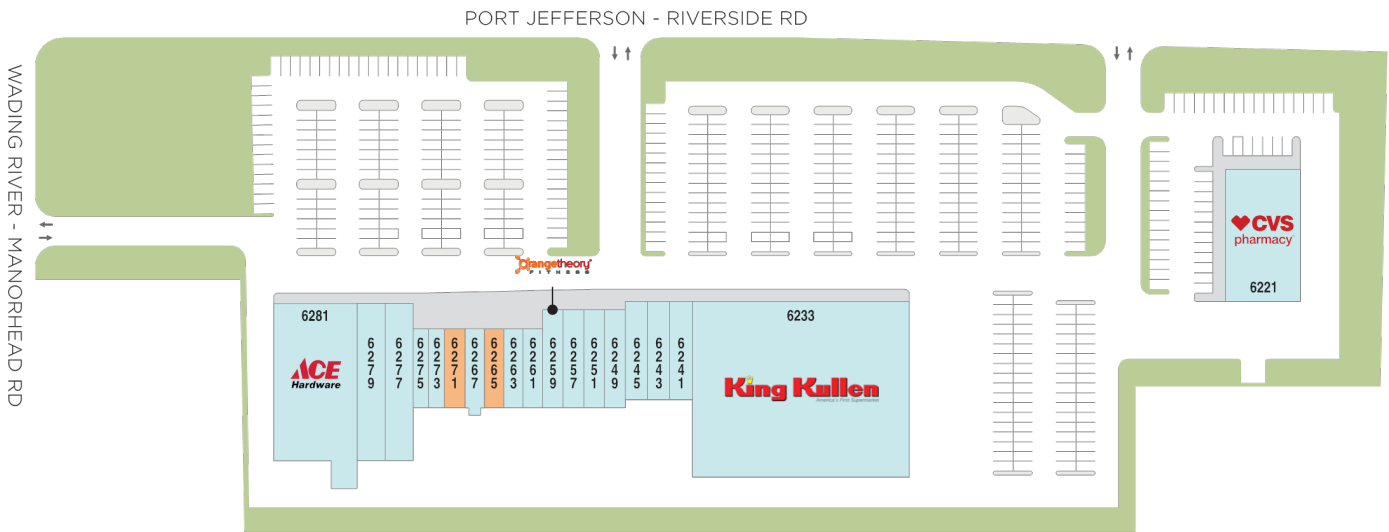 PORT JEFFERSON - RIVERSIDE RD
WADING RIVER - MANORHEAD RD
CVS
pharmacy
6221
orangetheory
FITNESS
6281
ACE
Hardware
6279
6277
6275
6273
6271
6267
6265
6263
6261
6259
6257
6251
6249
6245
6243
6241
6233
King Kullen
America's First Supermarket